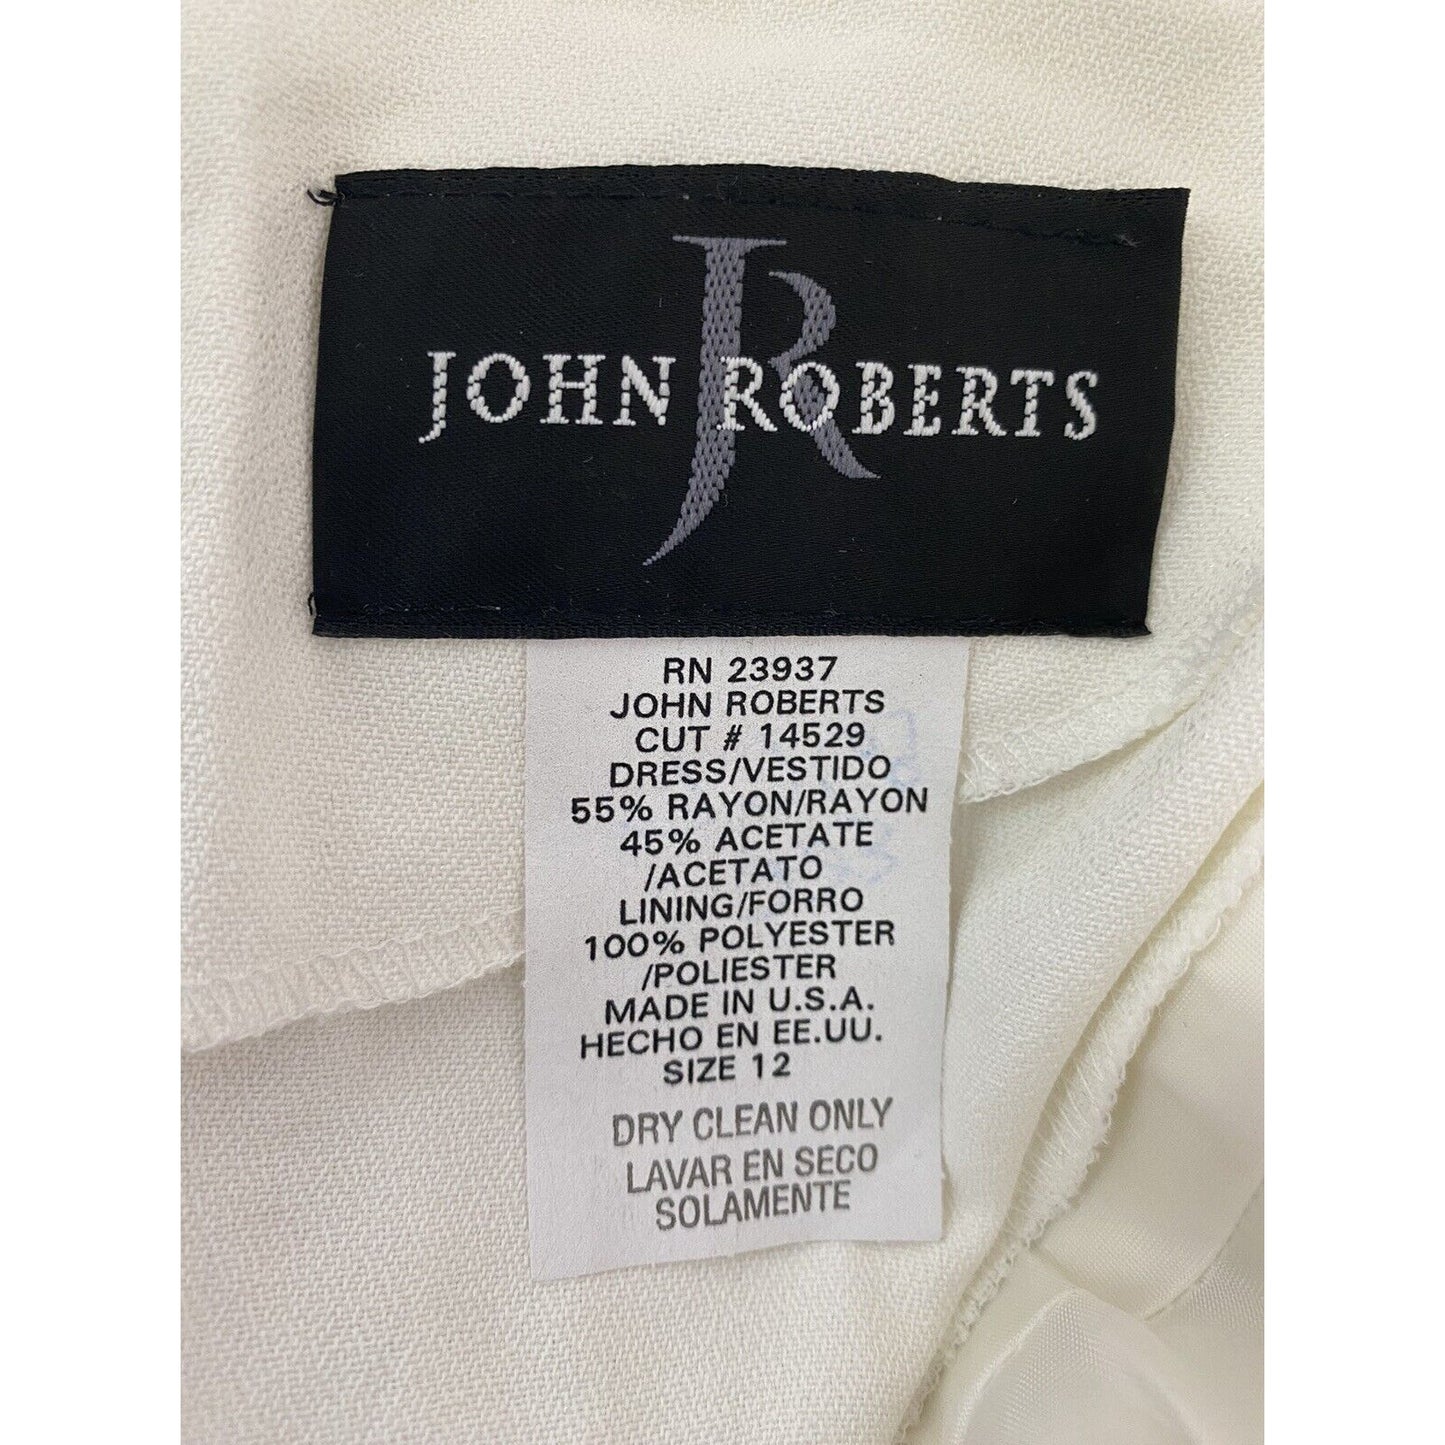 JR
JOHN ROBERTS
RN 23937
JOHN ROBERTS
CUT # 14529
DRESS/VESTIDO
55% RAYON/RAYON
45% ACETATE
/ACETATO
LINING/FORRO
100% POLYESTER
/POLIESTER
MADE IN U.S.A.
HECHO EN EE.UU.
SIZE 12
DRY CLEAN ONLY
LAVAR EN SECO
SOLAMENTE